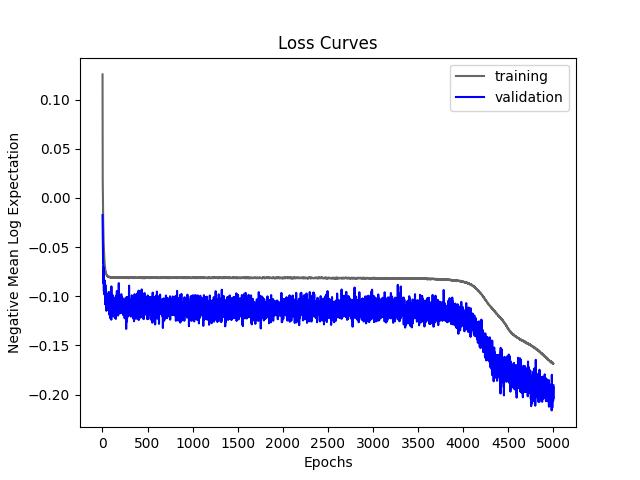 Loss Curves
training
validation
Negative Mean Log Expectation
0.10
0.05
0.00
−0.05
−0.10
−0.15
−0.20
0 500 1000 1500 2000 2500 3000 3500 4000 4500 5000
Epochs